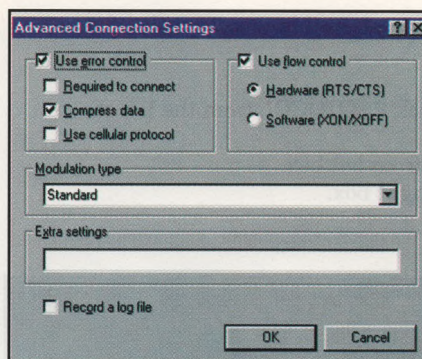 Advanced Connection Settings
Use error control
Required to connect
Compress data
Use cellular protocol
Use flow control
Hardware (RTS/CTS)
Software (XON/XOFF)
Modulation type
Standard
Extra settings
Record a log file
OK
Cancel